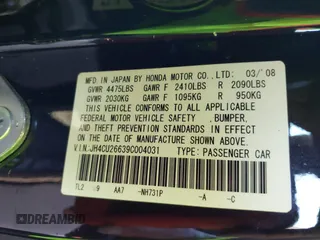 MFD. IN JAPAN BY HONDA MOTOR CO.,LTD. 03/'08
GVWR 4475LBS GAWR F 2410LBS R 2090LBS
GVWR 2030KG GAWR F 1095KG R 950KG
THIS VEHICLE CONFORMS TO ALL APPLICABLE
FEDERAL MOTOR VEHICLE SAFETY, BUMPER,
AND THEFT PREVENTION STANDARDS IN EFFECT
ON THE DATE OF MANUFACTURE SHOWN ABOVE.
V.I.N.:JH4CU26639C004031 TYPE:PASSENGER CAR
TL2 AA7 -NH731P -A -C
DREAMBID